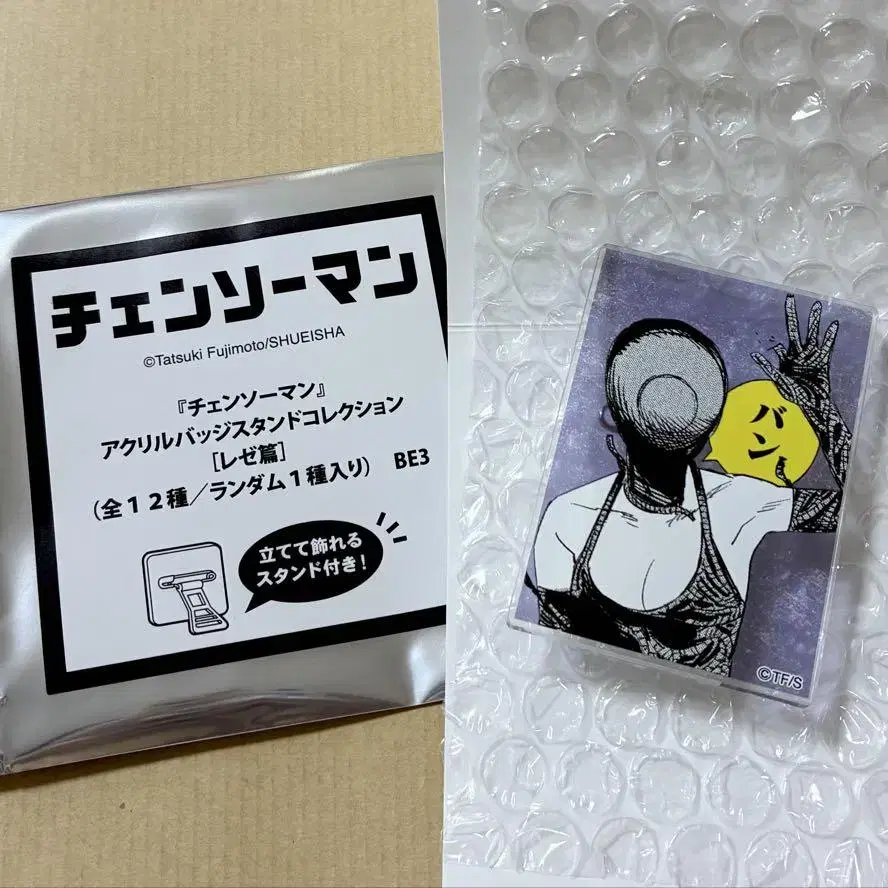 チェンソーマン
©Tatsuki Fujimoto/SHUEISHA
『チェンソーマン』
アクリルバッジスタンドコレクション
[レゼ篇]
(全12種/ランダム1種入り) BE3
立てて飾れる
スタンド付き!
バン
©TF/S